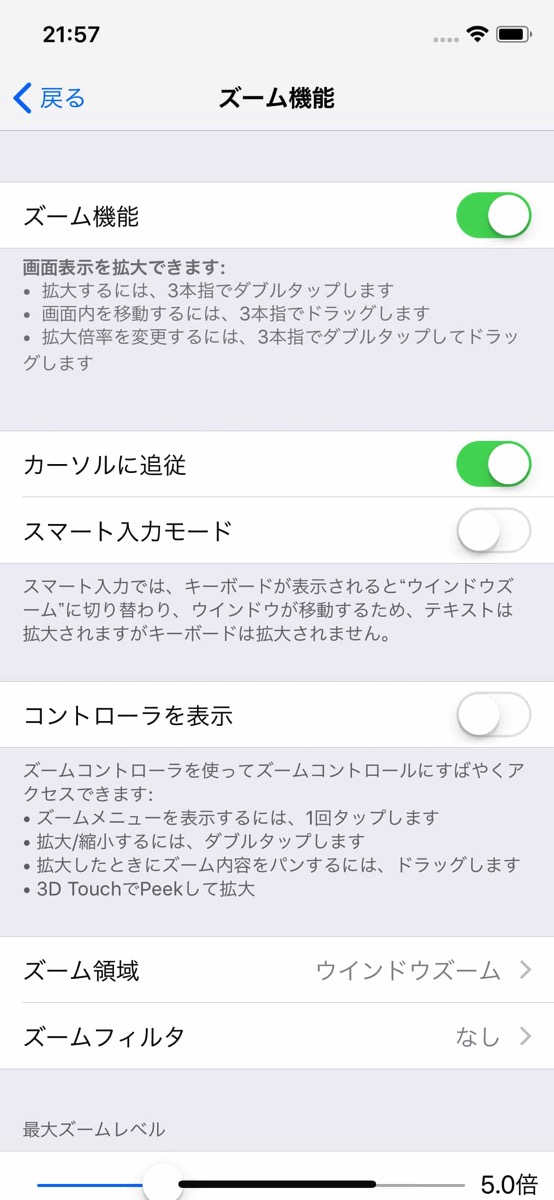 21:57
戻る
ズーム機能
ズーム機能
画面表示を拡大できます:
• 拡大するには、3本指でダブルタップします
• 画面内を移動するには、3本指でドラッグします
• 拡大倍率を変更するには、3本指でダブルタップしてドラッ
グします
カーソルに追従
スマート入力モード
スマート入力では、キーボードが表示されると“ウインドウズ
ーム”に切り替わり、ウインドウが移動するため、テキストは
拡大されますがキーボードは拡大されません。
コントローラを表示
ズームコントローラを使ってズームコントロールにすばやくア
クセスできます:
• ズームメニューを表示するには、1回タップします
• 拡大/縮小するには、ダブルタップします
• 拡大したときにズーム内容をパンするには、ドラッグします
• 3D TouchでPeekして拡大
ズーム領域 ウインドウズーム
ズームフィルタ なし
最大ズームレベル
5.0倍